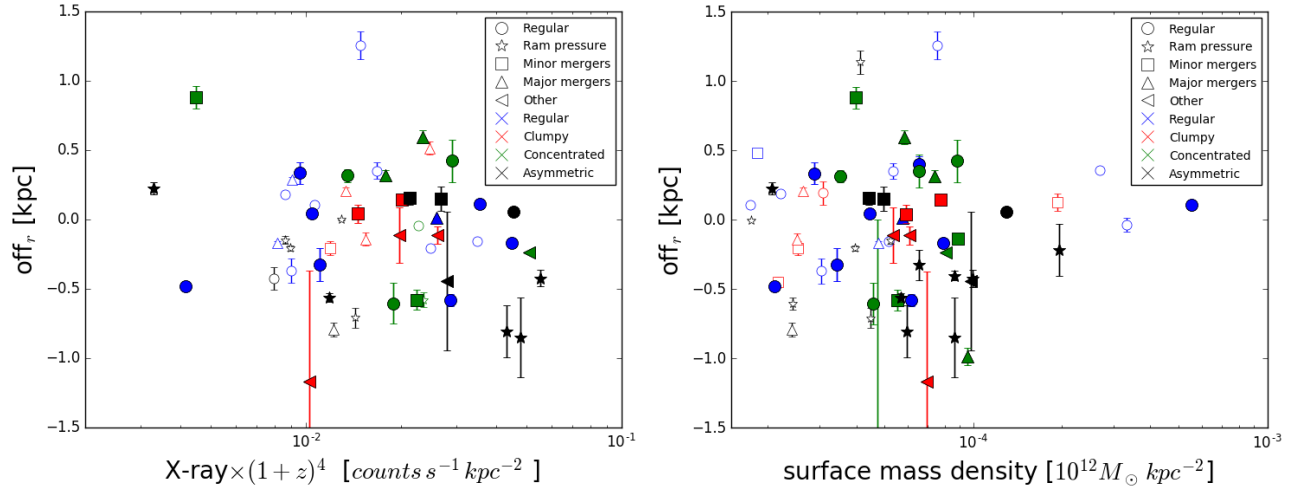 1.5
1.0
0.5
0.0
−0.5
−1.0
−1.5
off_r [kpc]
10^-2
10^-1
X-ray×(1 + z)^4 [counts s^−1 kpc^−2 ]
Regular
Ram pressure
Minor mergers
Major mergers
Other
Regular
Clumpy
Concentrated
Asymmetric
1.5
1.0
0.5
0.0
−0.5
−1.0
−1.5
off_r [kpc]
10^-4
10^-3
surface mass density [10^12 M_⊙ kpc^−2]
Regular
Ram pressure
Minor mergers
Major mergers
Other
Regular
Clumpy
Concentrated
Asymmetric